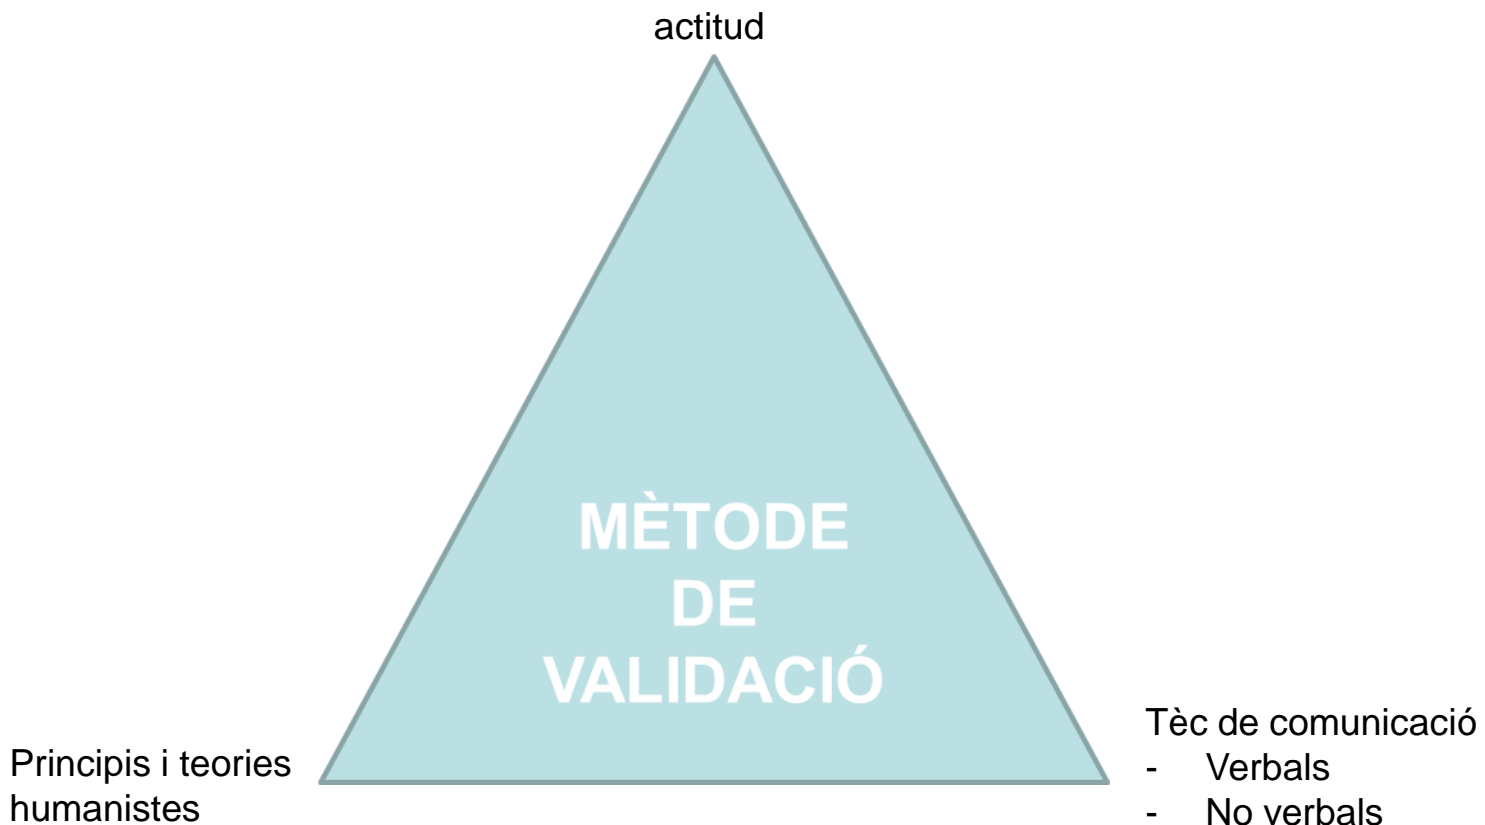 actitud
MÈTODE
DE
VALIDACIÓ
Principis i teories
humanistes
Tèc de comunicació
- Verbals
- No verbals